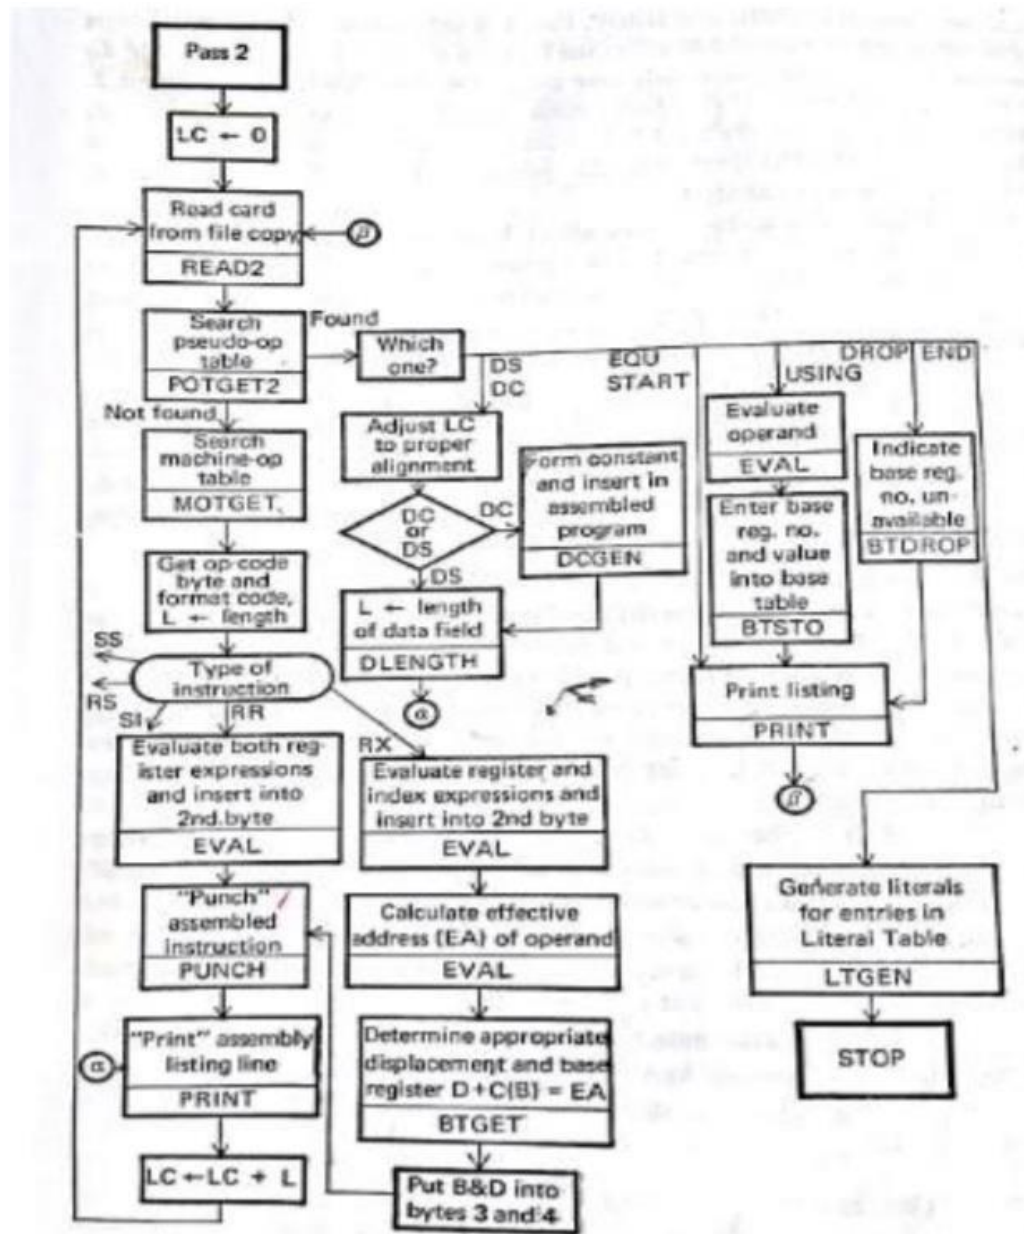 Pass 2
LC ← 0
Read card
from file copy
β
READ2
Search
pseudo-op
table
POTGET2
Found
Which
one?
DS
DC
EQU
START
USING
DROP
END
Not found
Search
machine-op
table
MOTGET
Adjust LC
to proper
alignment
DC
or
DS
DC
DS
Form constant
and insert in
assembled
program
DCGEN
Evaluate
operand
EVAL
Enter base
reg. no.
and value
into base
table
BTSTO
Indicate
base reg.
no. un-
available
BTDROP
Get op-code
byte and
format code,
L ← length
L ← length
of data field
DLENGTH
α
SS
RS
SI
RR
RX
Type of
instruction
Print listing
PRINT
β
Evaluate both reg-
ister expressions
and insert into
2nd.byte
EVAL
Evaluate register and
index expressions and
insert into 2nd byte
EVAL
"Punch"
assembled
instruction
PUNCH
Calculate effective
address (EA) of operand
EVAL
Generate literals
for entries in
Literal Table
LTGEN
STOP
α
"Print" assembly
listing line
PRINT
Determine appropriate
displacement and base
register D+C(B) = EA
BTGET
LC←LC + L
Put B&D into
bytes 3 and 4